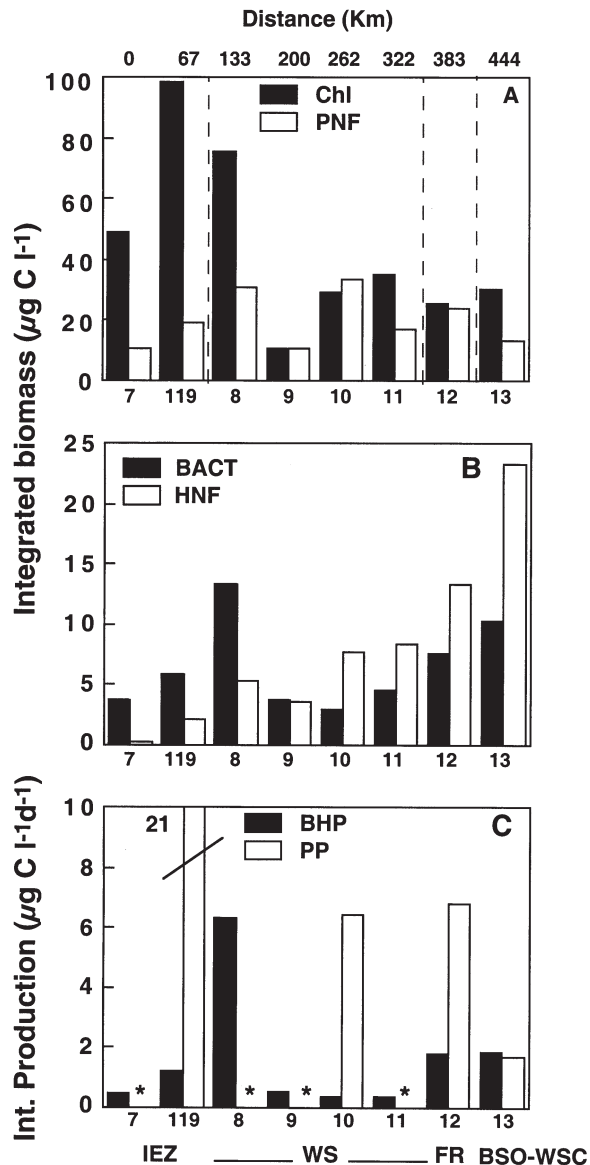 Distance (Km)
0 67 133 200 262 322 383 444
Integrated biomass (µg C l-1)
100
80
60
40
20
0
Chl
PNF
A
7 119 8 9 10 11 12 13
25
20
15
10
5
0
BACT
HNF
B
7 119 8 9 10 11 12 13
Int. Production (µg C l-1d-1)
10
8
6
4
2
0
21
BHP
PP
C
* * * *
7 119 8 9 10 11 12 13
IEZ WS FR BSO-WSC